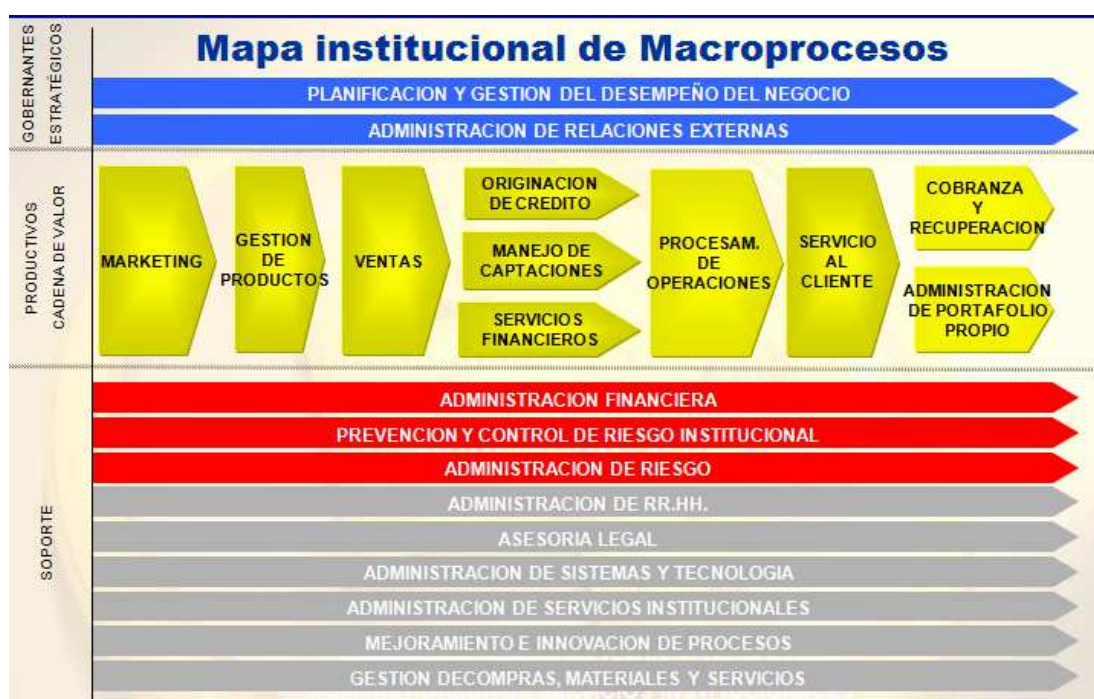 Mapa institucional de Macroprocesos
GOBERNANTES
ESTRATÉGICOS
PLANIFICACION Y GESTION DEL DESEMPEÑO DEL NEGOCIO
ADMINISTRACION DE RELACIONES EXTERNAS
PRODUCTIVOS
CADENA DE VALOR
MARKETING
GESTION
DE
PRODUCTOS
VENTAS
ORIGINACION
DE CREDITO
MANEJO DE
CAPTACIONES
SERVICIOS
FINANCIEROS
PROCESAM.
DE
OPERACIONES
SERVICIO
AL
CLIENTE
COBRANZA
Y
RECUPERACION
ADMINISTRACION
DE PORTAFOLIO
PROPIO
SOPORTE
ADMINISTRACION FINANCIERA
PREVENCION Y CONTROL DE RIESGO INSTITUCIONAL
ADMINISTRACION DE RIESGO
ADMINISTRACION DE RR.HH.
ASESORIA LEGAL
ADMINISTRACION DE SISTEMAS Y TECNOLOGIA
ADMINISTRACION DE SERVICIOS INSTITUCIONALES
MEJORAMIENTO E INNOVACION DE PROCESOS
GESTION DECOMPRAS, MATERIALES Y SERVICIOS